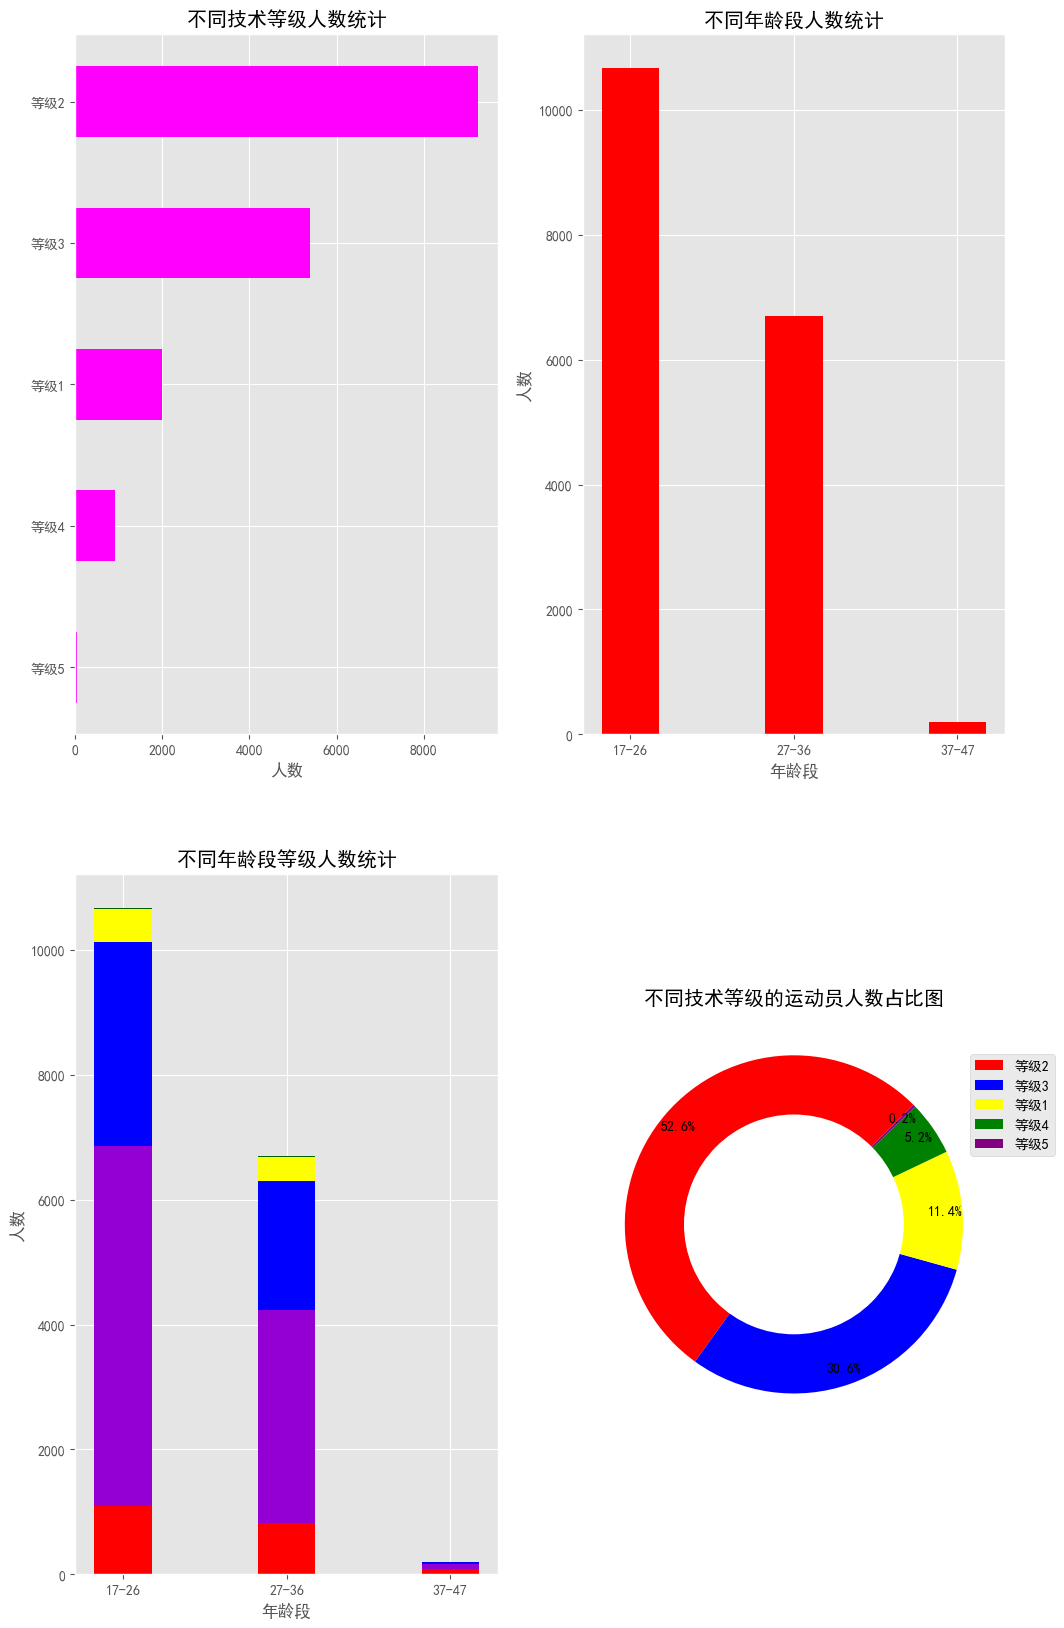 不同技术等级人数统计
等级2
等级3
等级1
等级4
等级5
0 2000 4000 6000 8000
人数
不同年龄段人数统计
10000
8000
6000
4000
2000
0
人数
17-26 27-36 37-47
年龄段
不同年龄段等级人数统计
10000
8000
6000
4000
2000
0
人数
17-26 27-36 37-47
年龄段
不同技术等级的运动员人数占比图
等级2
等级3
等级1
等级4
等级5
52.6%
0.2%
5.2%
11.4%
30.6%